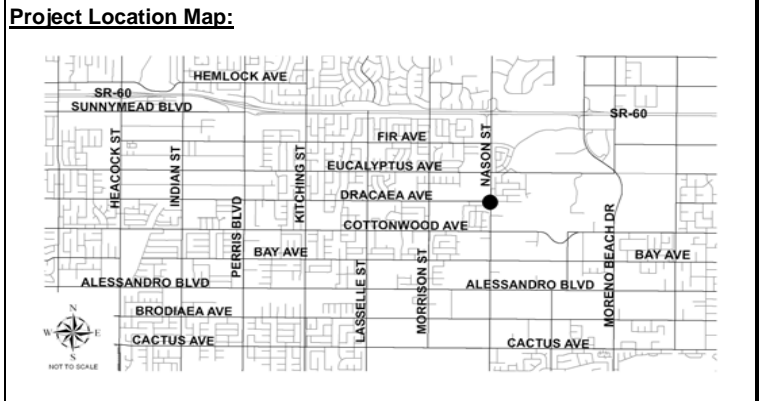 Project Location Map:
HEMLOCK AVE
SR-60
SUNNYMEAD BLVD
SR-60
FIR AVE
HEACOCK ST
INDIAN ST
PERRIS BLVD
KITCHING ST
NASON ST
EUCALYPTUS AVE
DRACAEA AVE
COTTONWOOD AVE
BAY AVE
BAY AVE
LASSELLE ST
MORRISON ST
MORENO BEACH DR
ALESSANDRO BLVD
ALESSANDRO BLVD
BRODIAEA AVE
CACTUS AVE
CACTUS AVE
N
W E
S
NOT TO SCALE